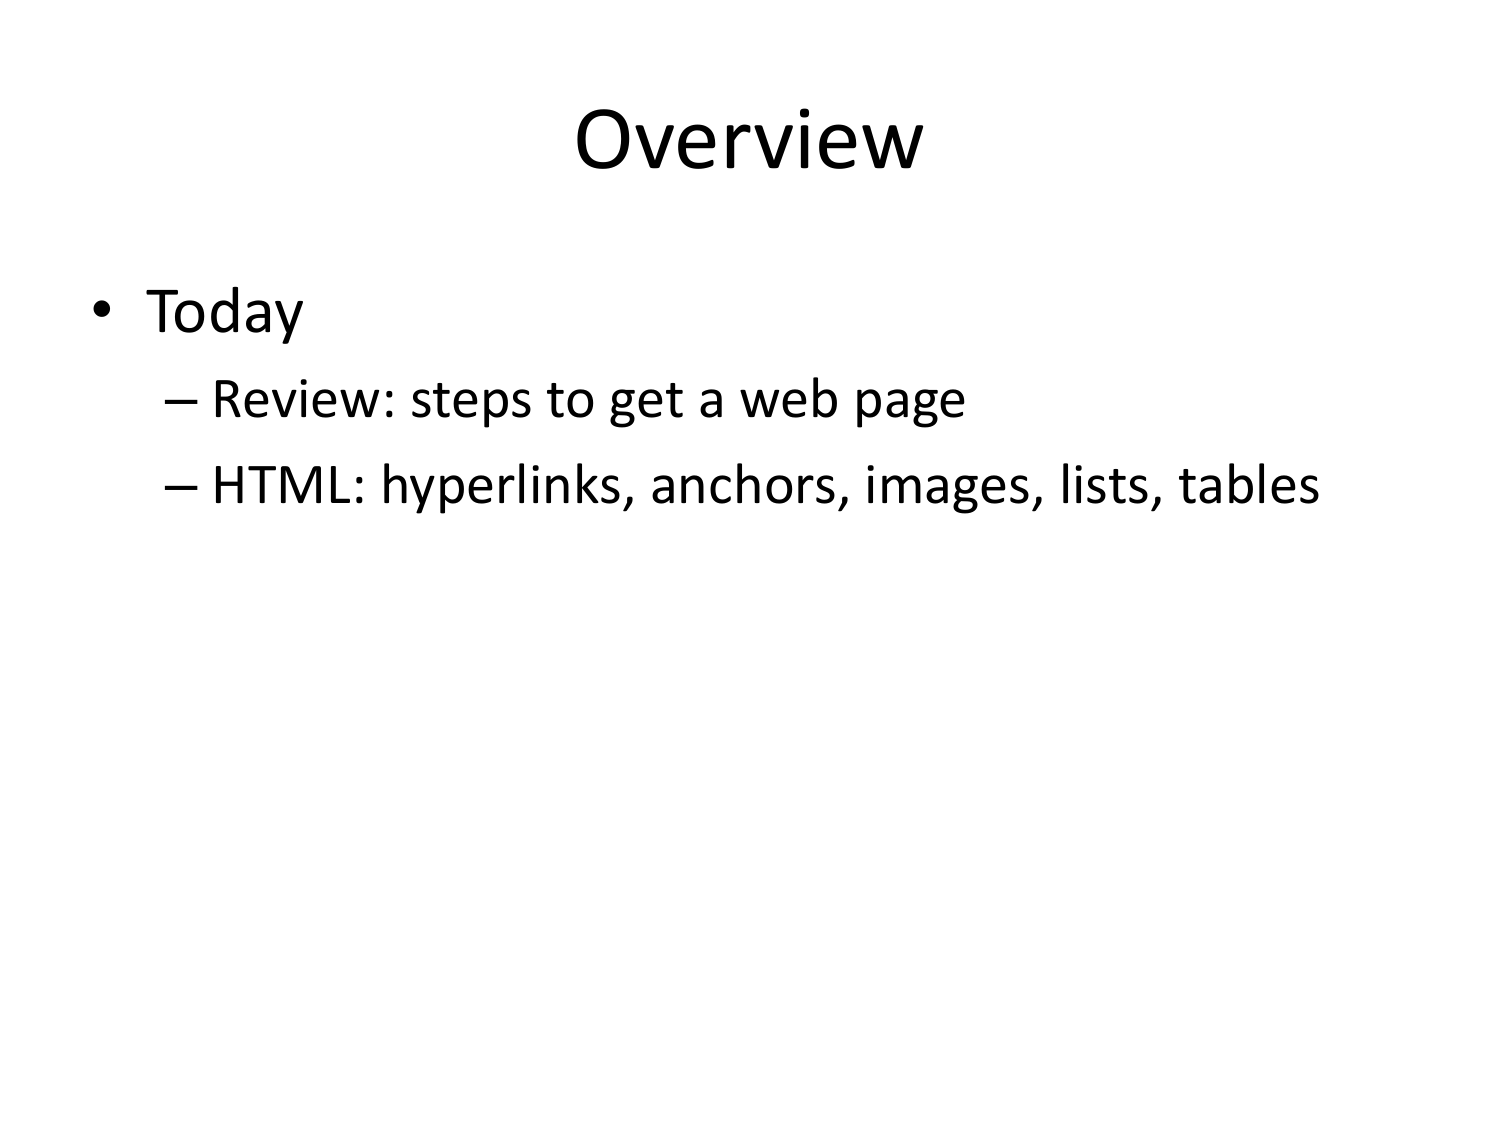 Overview
• Today
– Review: steps to get a web page
– HTML: hyperlinks, anchors, images, lists, tables